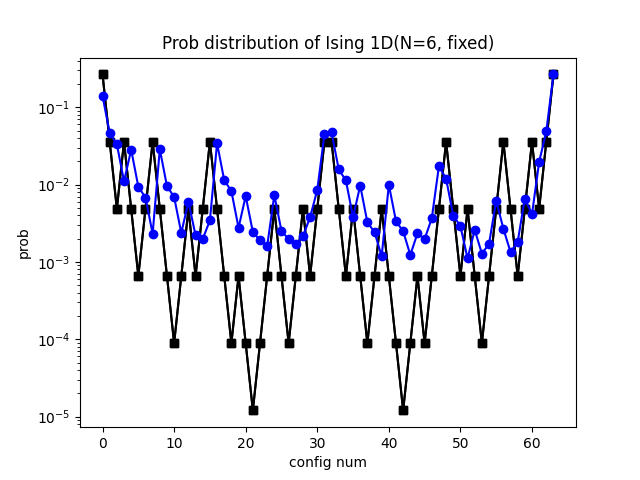 Prob distribution of Ising 1D(N=6, fixed)
prob
10⁻¹
10⁻²
10⁻³
10⁻⁴
10⁻⁵
0 10 20 30 40 50 60
config num